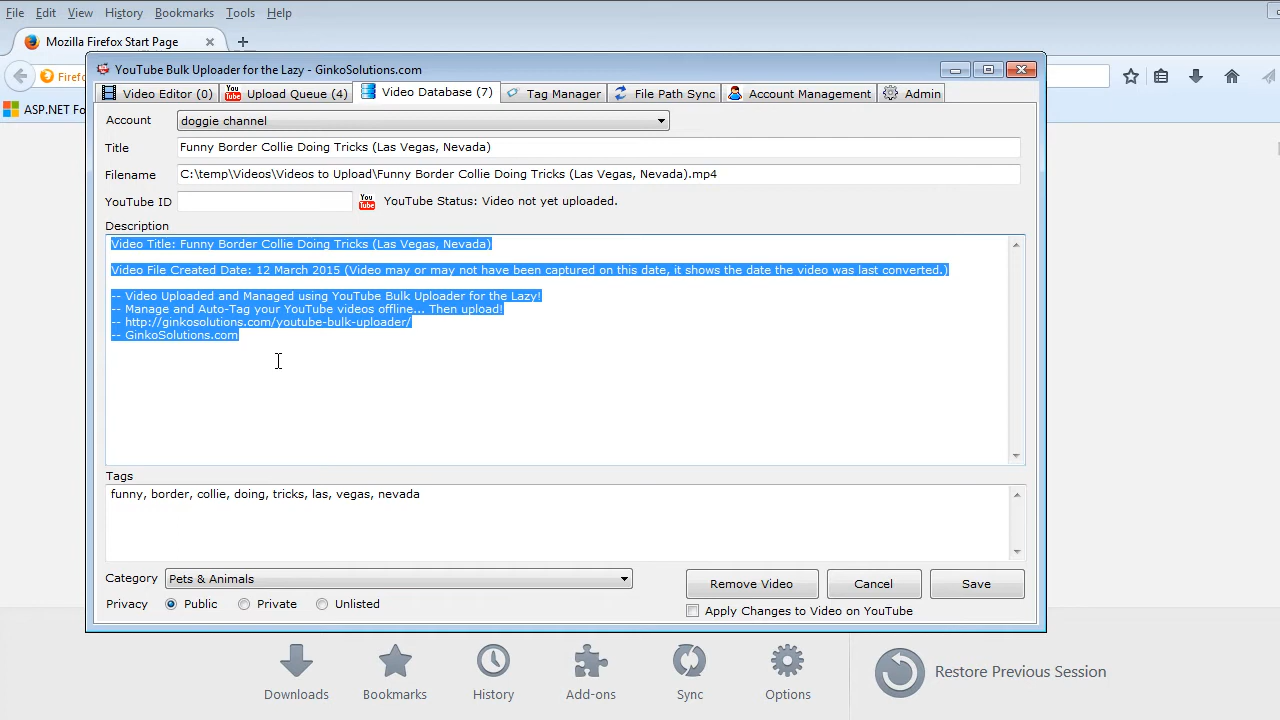 File Edit View History Bookmarks Tools Help
Mozilla Firefox Start Page
Firefo
ASP.NET Fo
YouTube Bulk Uploader for the Lazy - GinkoSolutions.com
Video Editor (0) Upload Queue (4) Video Database (7) Tag Manager File Path Sync Account Management Admin
Account doggie channel
Title Funny Border Collie Doing Tricks (Las Vegas, Nevada)
Filename C:\temp\Videos\Videos to Upload\Funny Border Collie Doing Tricks (Las Vegas, Nevada).mp4
YouTube ID You Tube YouTube Status: Video not yet uploaded.
Description
Video Title: Funny Border Collie Doing Tricks (Las Vegas, Nevada)
Video File Created Date: 12 March 2015 (Video may or may not have been captured on this date, it shows the date the video was last converted.)
-- Video Uploaded and Managed using YouTube Bulk Uploader for the Lazy!
-- Manage and Auto-Tag your YouTube videos offline... Then upload!
-- http://ginkosolutions.com/youtube-bulk-uploader/
-- GinkoSolutions.com
Tags
funny, border, collie, doing, tricks, las, vegas, nevada
Category Pets & Animals
Remove Video Cancel Save
Privacy Public Private Unlisted
Apply Changes to Video on YouTube
Downloads Bookmarks History Add-ons Sync Options
Restore Previous Session